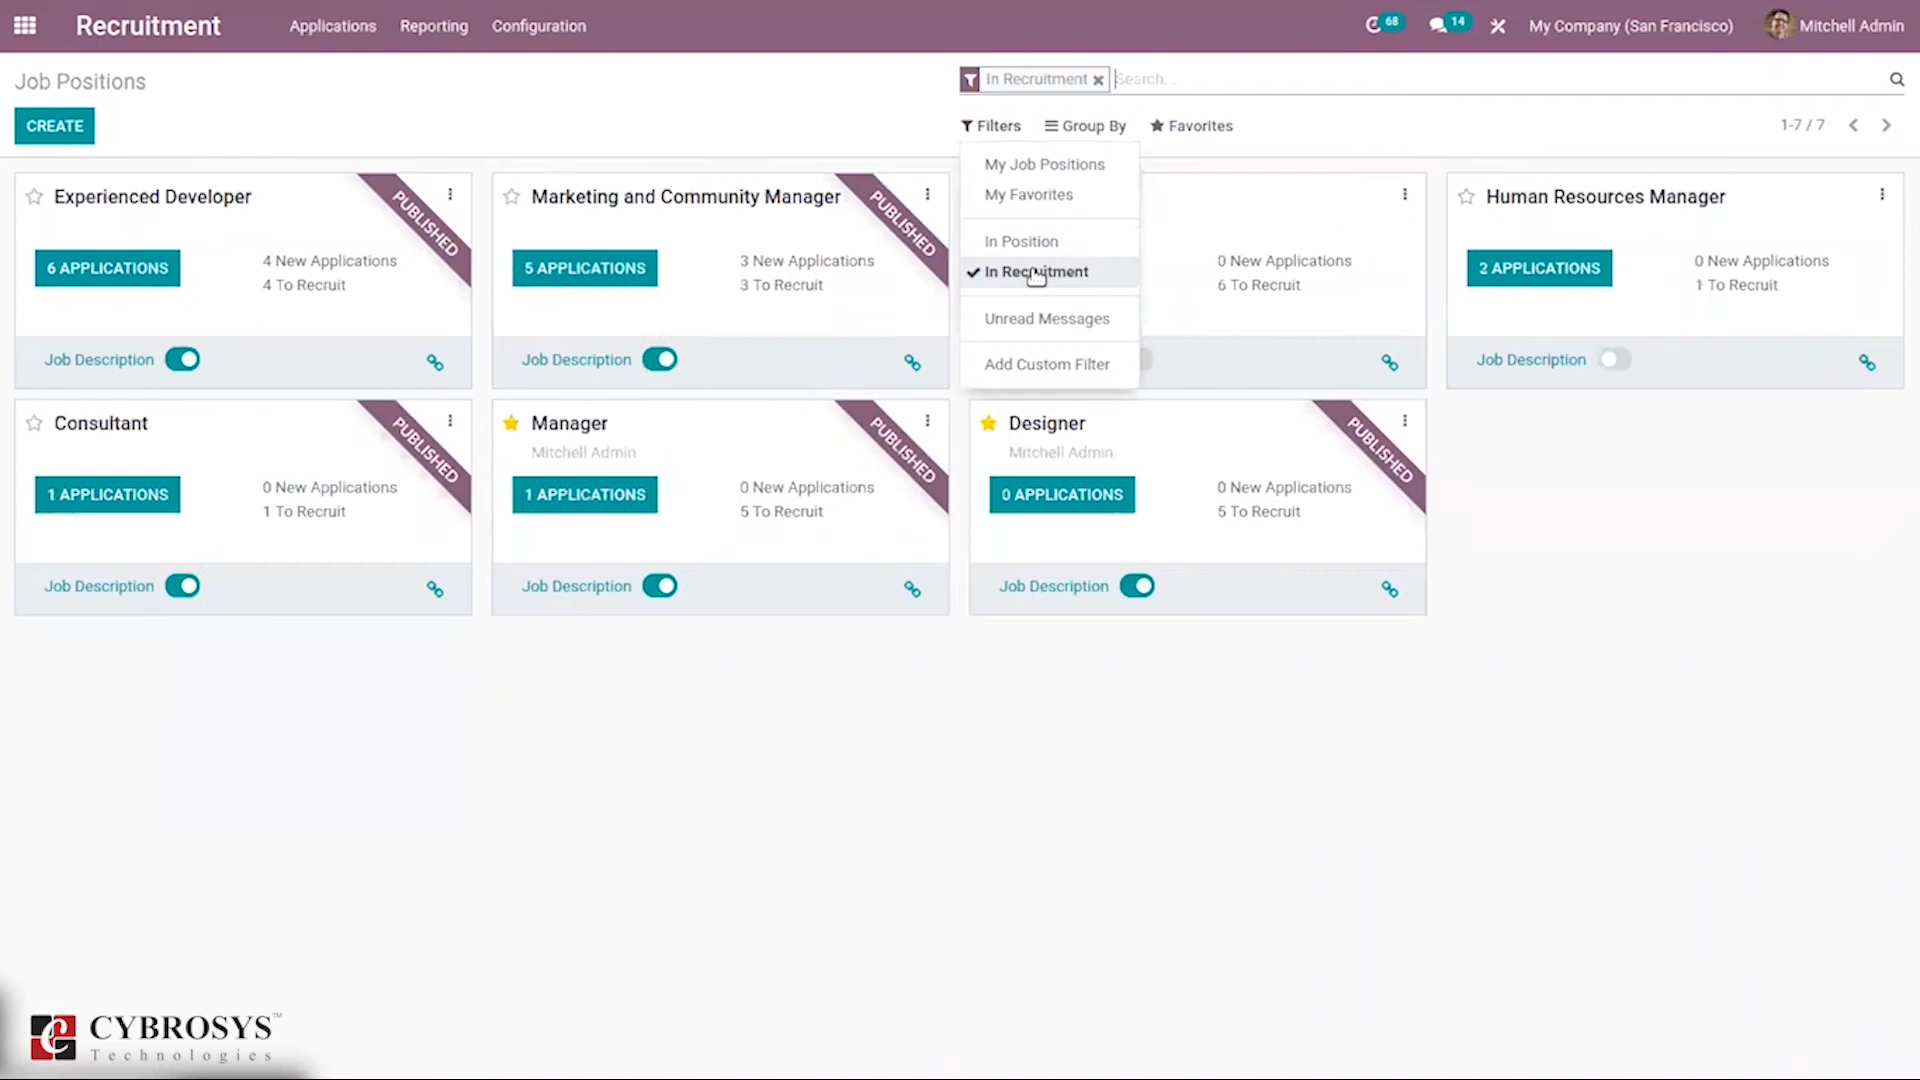 Recruitment
Applications
Reporting
Configuration
68
14
My Company (San Francisco)
Mitchell Admin
Job Positions
In Recruitment
Search...
CREATE
Filters
Group By
Favorites
1-7 / 7
My Job Positions
My Favorites
In Position
In Recruitment
Unread Messages
Add Custom Filter
Experienced Developer
PUBLISHED
6 APPLICATIONS
4 New Applications
4 To Recruit
Job Description
Marketing and Community Manager
PUBLISHED
5 APPLICATIONS
3 New Applications
3 To Recruit
Job Description
0 New Applications
6 To Recruit
Human Resources Manager
2 APPLICATIONS
0 New Applications
1 To Recruit
Job Description
Consultant
PUBLISHED
1 APPLICATIONS
0 New Applications
1 To Recruit
Job Description
Manager
Mitchell Admin
PUBLISHED
1 APPLICATIONS
0 New Applications
5 To Recruit
Job Description
Designer
Mitchell Admin
PUBLISHED
0 APPLICATIONS
0 New Applications
5 To Recruit
Job Description
CYBROSYS™
Technologies